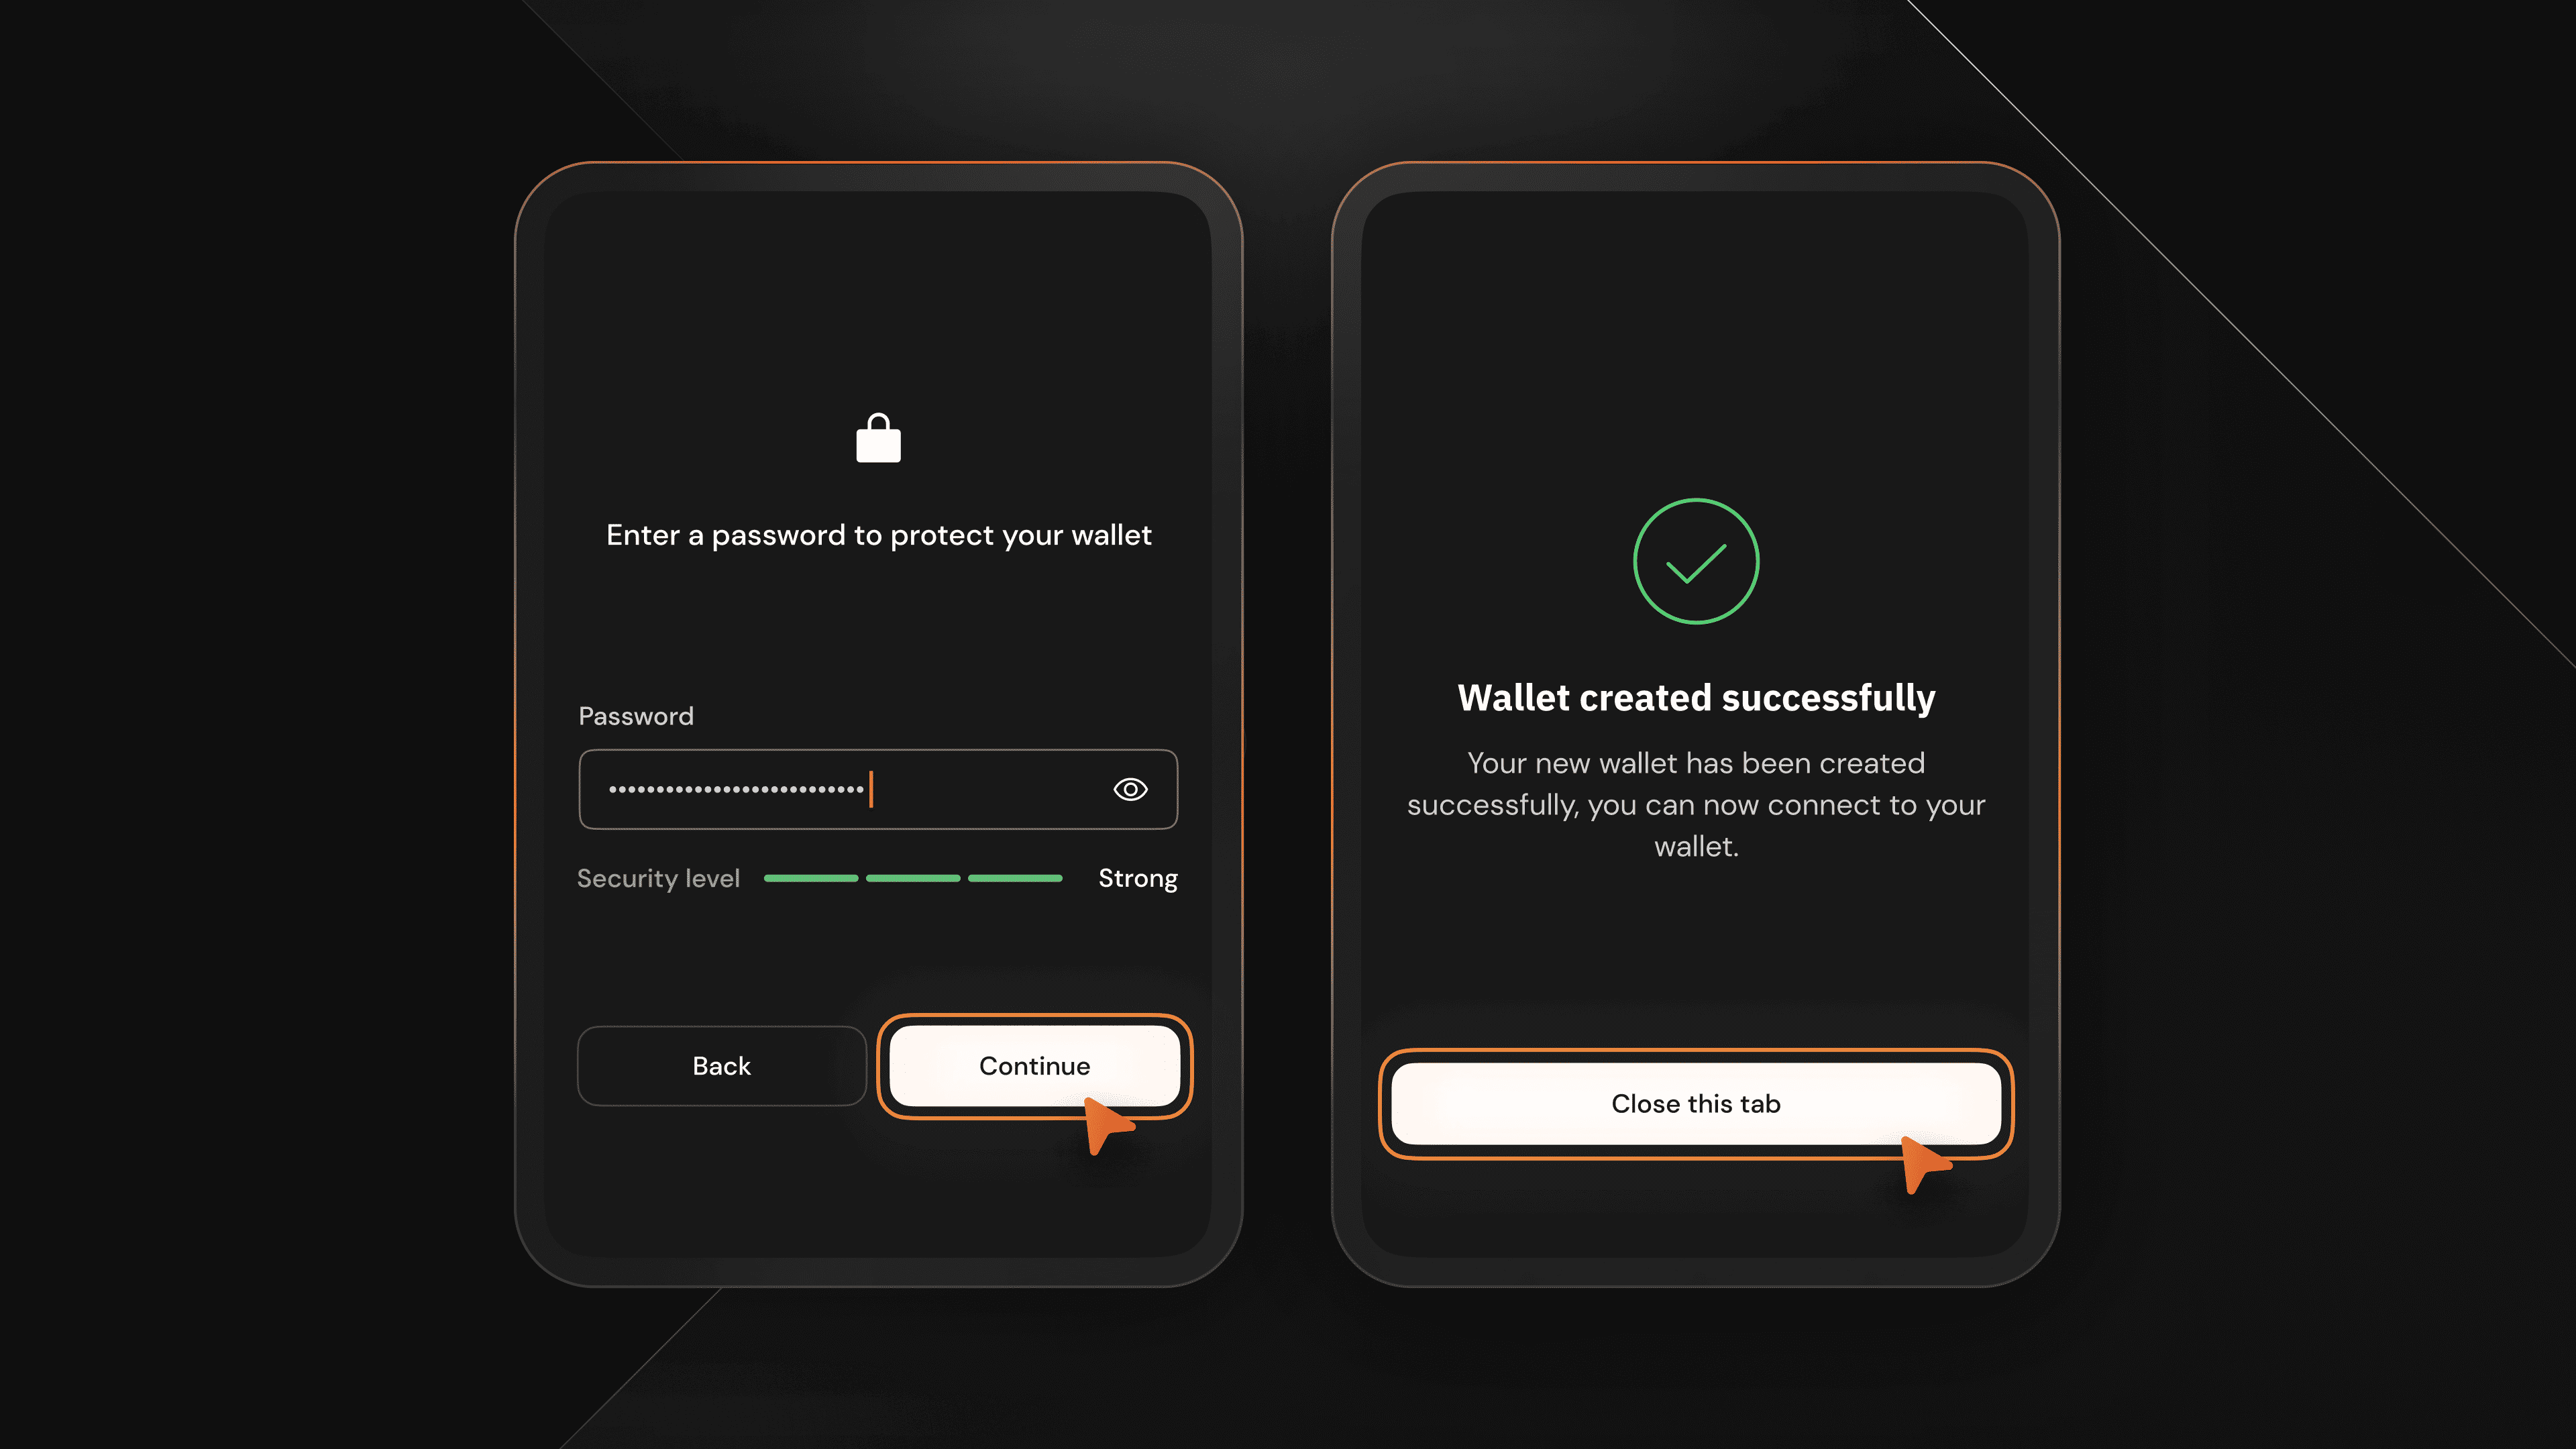 Enter a password to protect your wallet
Password
•••••••••••••••••••••••••••
Security level Strong
Back Continue
Wallet created successfully
Your new wallet has been created
successfully, you can now connect to your
wallet.
Close this tab